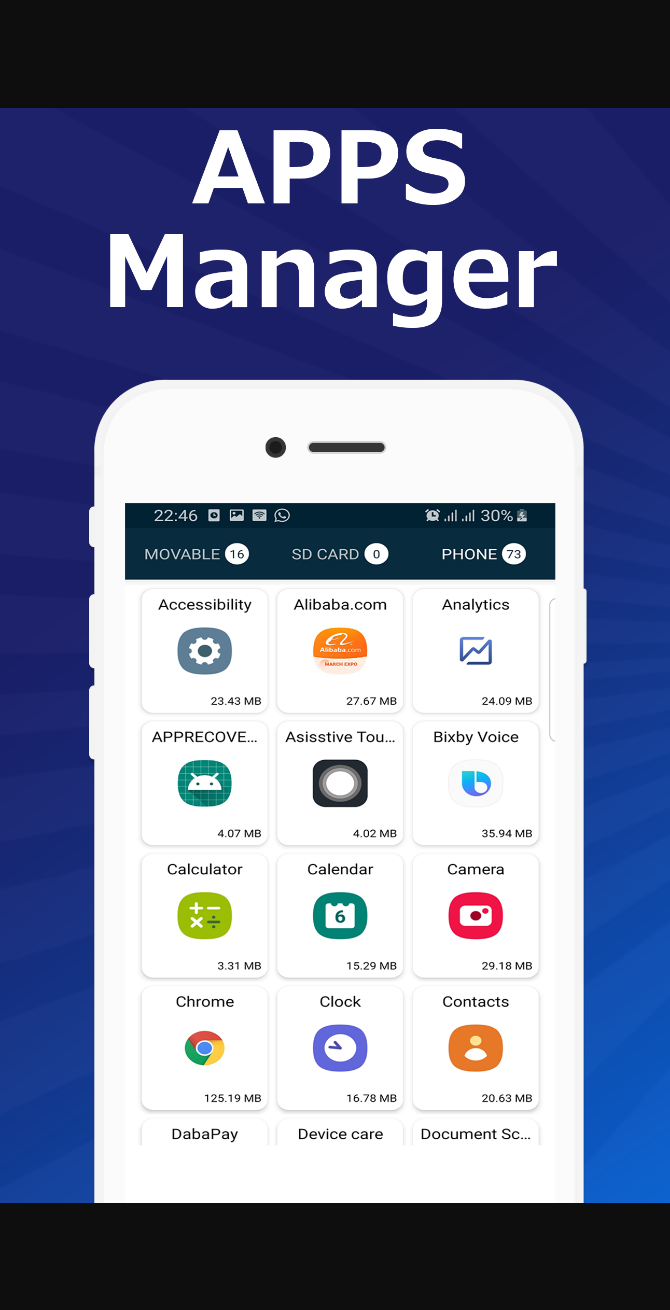 APPS
Manager
22:46 30%
MOVABLE 16 SD CARD 0 PHONE 73
Accessibility Alibaba.com Analytics
Alibaba.com
MARCH EXPO
23.43 MB 27.67 MB 24.09 MB
APPRECOVE... Asisstive Tou... Bixby Voice
4.07 MB 4.02 MB 35.94 MB
Calculator Calendar Camera
6
3.31 MB 15.29 MB 29.18 MB
Chrome Clock Contacts
125.19 MB 16.78 MB 20.63 MB
DabaPay Device care Document Sc...